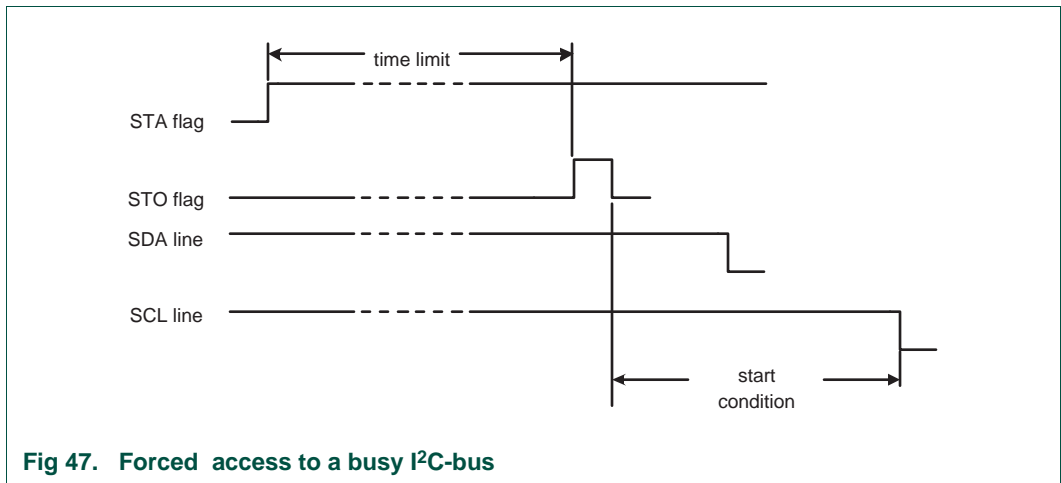 time limit
STA flag
STO flag
SDA line
SCL line
start
condition
Fig 47. Forced access to a busy I²C-bus